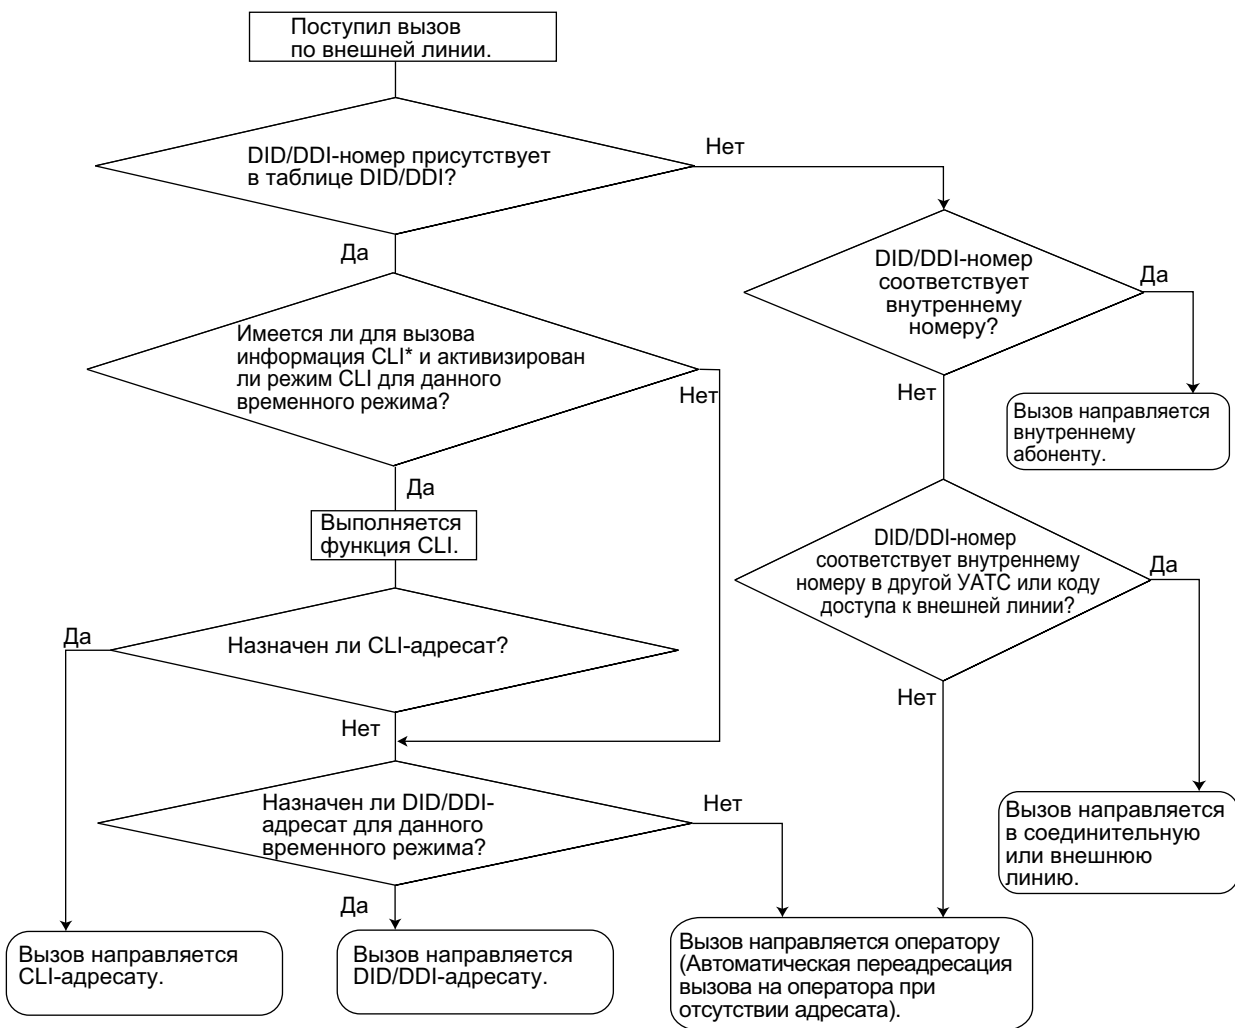 Поступил вызов
по внешней линии.
DID/DDI-номер присутствует
в таблице DID/DDI?
Нет
Да
DID/DDI-номер
соответствует
внутреннему
номеру?
Да
Имеется ли для вызова
информация CLI* и активизирован
ли режим CLI для данного
временного режима?
Нет
Нет
Вызов направляется
внутреннему
абоненту.
Да
Выполняется
функция CLI.
DID/DDI-номер
соответствует внутреннему
номеру в другой УАТС или коду
доступа к внешней линии?
Да
Да
Назначен ли CLI-адресат?
Нет
Нет
Назначен ли DID/DDI-
адресат для данного
временного режима?
Нет
Вызов направляется
в соединительную
или внешнюю
линию.
Да
Вызов направляется
CLI-адресату.
Вызов направляется
DID/DDI-адресату.
Вызов направляется оператору
(Автоматическая переадресация
вызова на оператора при
отсутствии адресата).